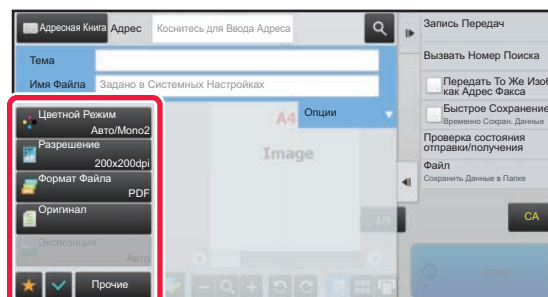 Адресная Книга
Адрес
Коснитесь для Ввода Адреса
Тема
Имя Файла
Задано в Системных Настройках
Цветной Режим
Авто/Mono2
Разрешение
200x200dpi
Формат Файла
PDF
Оригинал
Экспозиция
Авто
Прочие
Опции
A4
Image
1/1
Запись Передач
Вызвать Номер Поиска
Передать То Же Изоб
как Адрес Факса
Быстрое Сохранение
Временно Сохран. Данные
Проверка состояния
отправки/получения
Файл
Сохранить Данные в Папке
CA
Старт